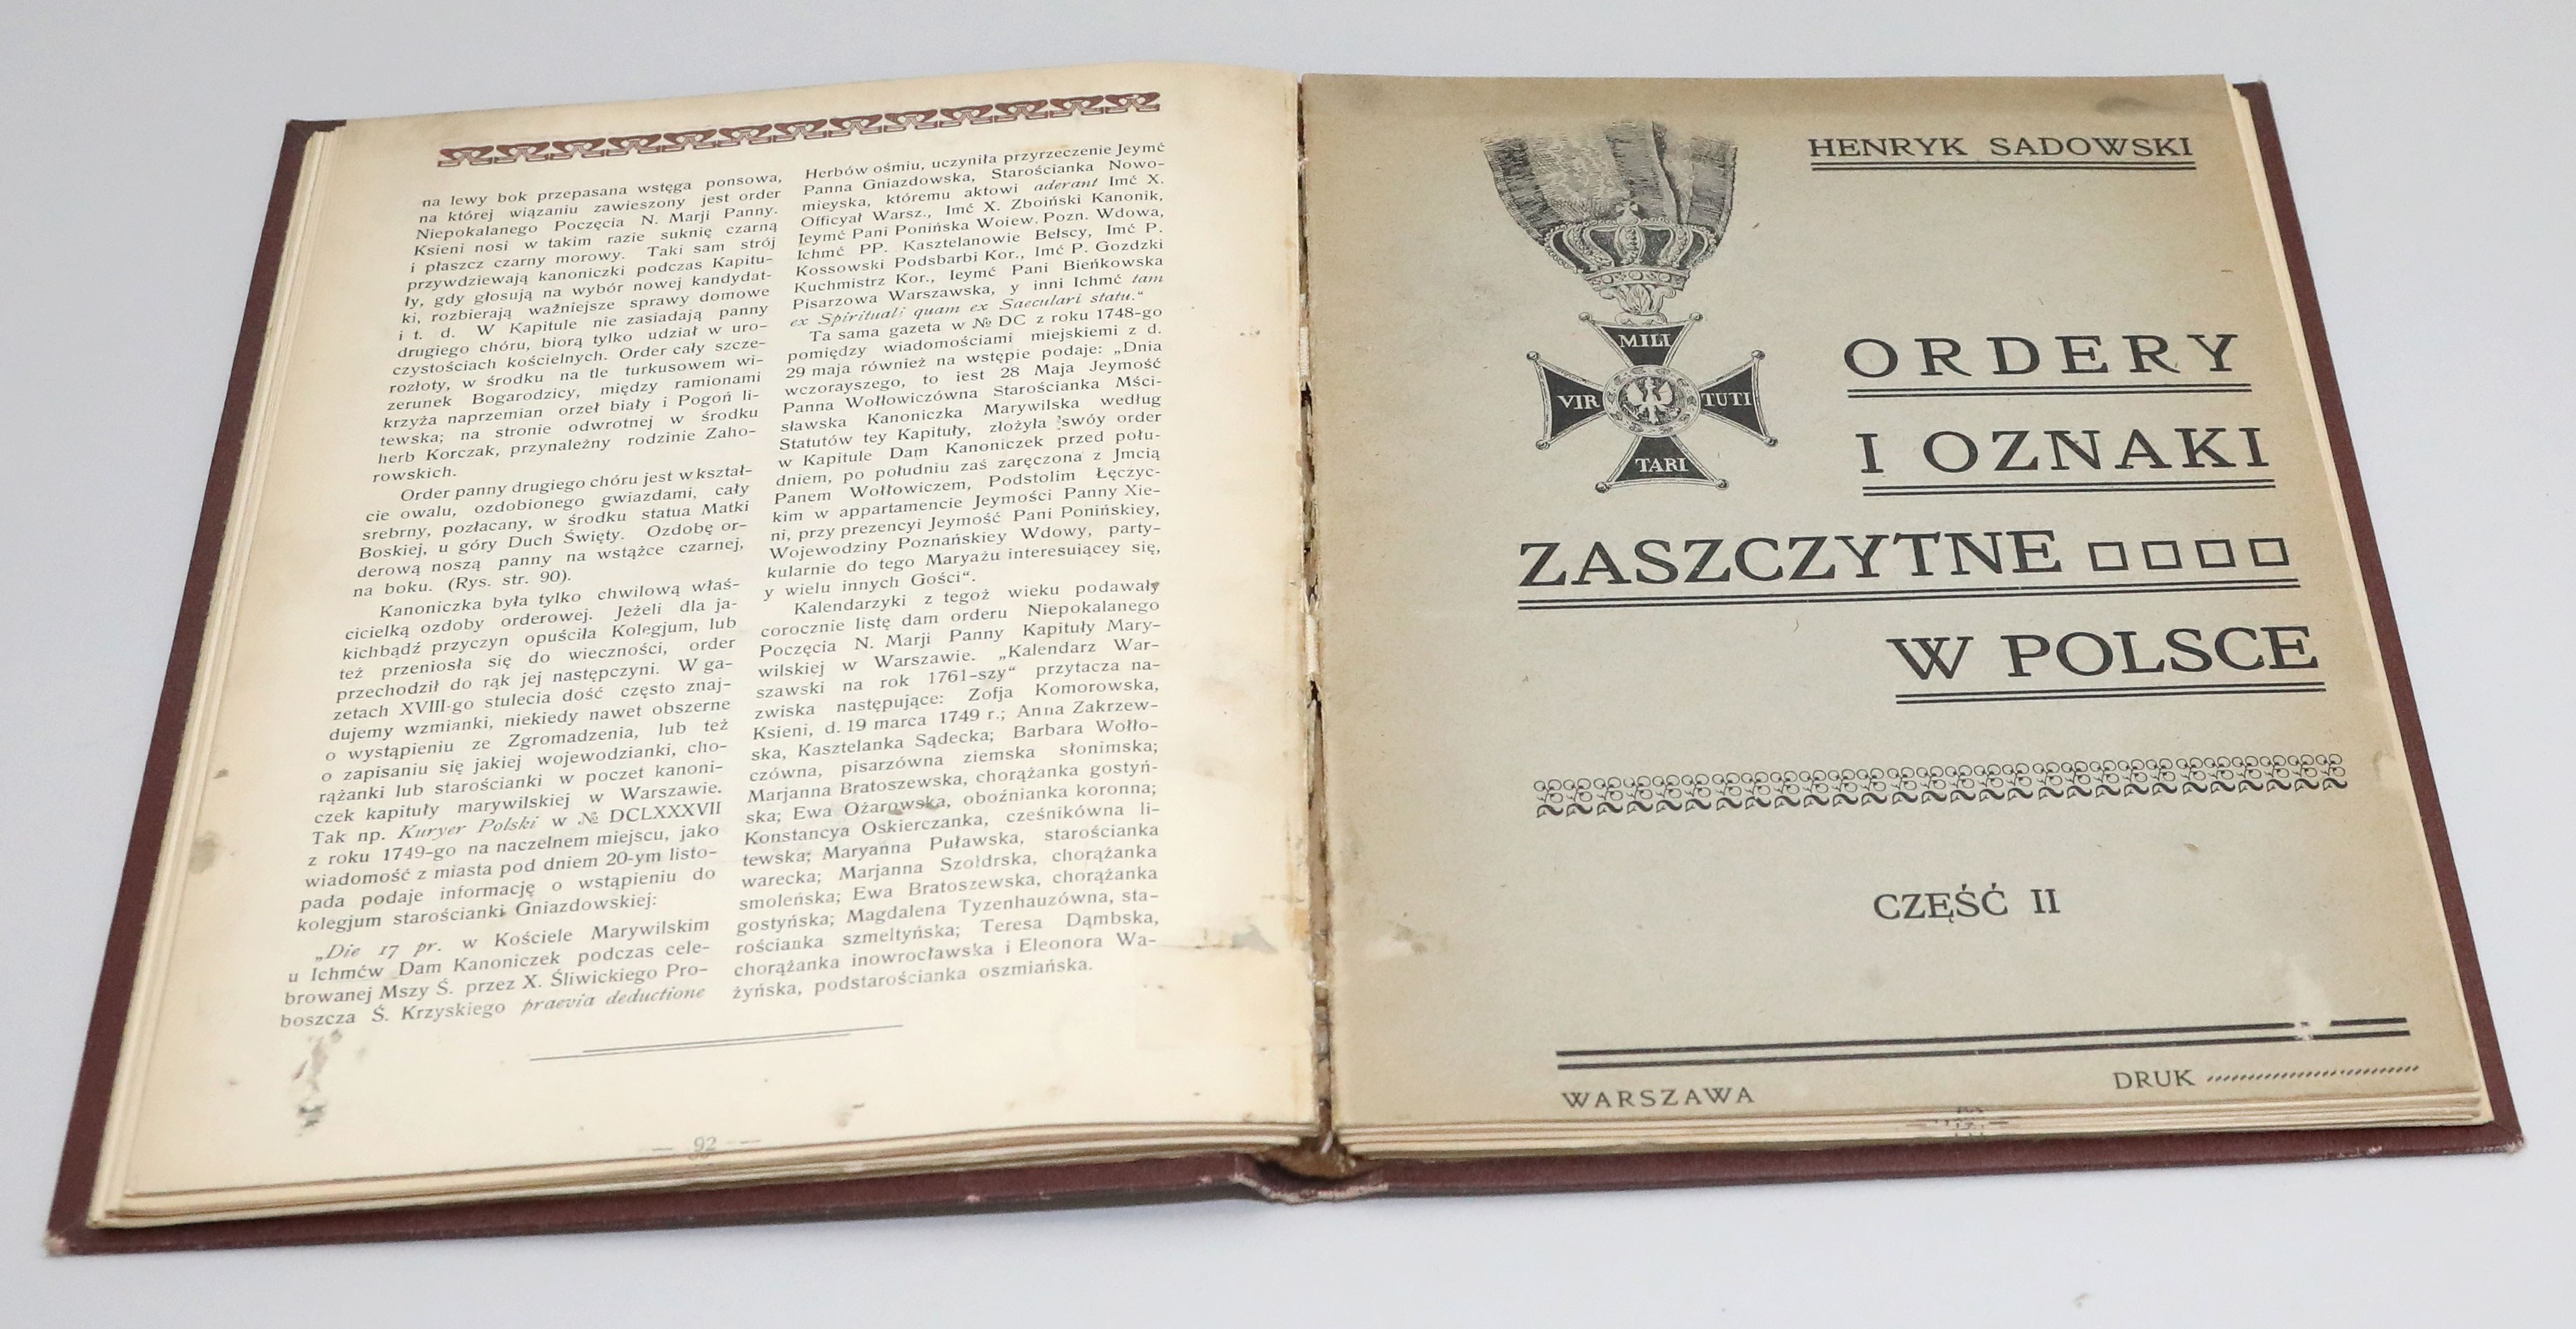 na lewy bok przepasana wstęga ponsowa,
na której wiązaniu zawieszony jest order
Niepokalanego Poczęcia N. Marji Panny.
Ksieni nosi w takim razie suknię czarną
i płaszcz czarny morowy. Taki sam strój
przywdziewają kanoniczki podczas Kapitu-
ły, gdy głosują na wybór nowej kandydat-
ki, rozbierają ważniejsze sprawy domowe
i t. d. W Kapitule nie zasiadają panny
drugiego chóru, biorą tylko udział w uro-
czystościach kościelnych. Order cały szcze-
rozłoty, w środku na tle turkusowem wi-
zerunek Bogarodzicy, między ramionami
krzyża naprzemian orzeł biały i Pogoń li-
tewska; na stronie odwrotnej w środku
herb Korczak, przynależny rodzinie Zaho-
rowskich.
Order panny drugiego chóru jest w kształ-
cie owalu, ozdobionego gwiazdami, cały
srebrny, pozłacany, w środku statua Matki
Boskiej, u góry Duch Święty. Ozdobę or-
derową noszą panny na wstążce czarnej,
na boku. (Rys. str. 90).
Kanoniczka była tylko chwilową właś-
cicielką ozdoby orderowej. Jeżeli dla ja-
kichbądź przyczyn opuściła Kolegjum, lub
też przeniosła się do wieczności, order
przechodził do rąk jej następczyni. W ga-
zetach XVIII-go stulecia dość często znaj-
dujemy wzmianki, niekiedy nawet obszerne
o wystąpieniu ze Zgromadzenia, lub też
o zapisaniu się jakiej wojewodzianki, cho-
rążanki lub starościanki w poczet kanoni-
czek kapituły marywilskiej w Warszawie.
Tak np. Kuryer Polski w № DCLXXXVII
z roku 1749-go na naczelnem miejscu, jako
wiadomość z miasta pod dniem 20-ym listo-
pada podaje informację o wstąpieniu do
kolegjum starościanki Gniazdowskiej:
„Die 17 pr. w Kościele Marywilskim
u Ichmćw Dam Kanoniczek podczas cele-
browanej Mszy Ś. przez X. Śliwickiego Pro-
boszcza Ś. Krzyskiego praevia deductione
Herbów ośmiu, uczyniła przyrzeczenie Jeymć
Panna Gniazdowska, Starościanka Nowo-
mieyska, któremu aktowi aderant Imć X.
Officyał Warsz., Imć X. Zboiński Kanonik,
Jeymć Pani Ponińska Woiew. Pozn. Wdowa,
Ichmć PP. Kasztelanowie Bełscy, Imć P.
Kossowski Podsbarbi Kor., Imć P. Gozdzki
Kuchmistrz Kor., Ieymć Pani Bieńkowska
Pisarzowa Warszawska, y inni Ichmć tam
ex Spirituali quam ex Saeculari statu.“
Ta sama gazeta w № DC z roku 1748-go
pomiędzy wiadomościami miejskiemi z d.
29 maja również na wstępie podaje: „Dnia
wczorayszego, to iest 28 Maja Jeymość
Panna Wołłowiczówna Starościanka Mści-
sławska Kanoniczka Marywilska według
Statutów tey Kapituły, złożyła swóy order
w Kapitule Dam Kanoniczek przed połu-
dniem, po południu zaś zaręczona z Jmcią
Panem Wołłowiczem, Podstolim Łęczyc-
kim w appartamencie Jeymości Panny Xie-
ni, przy prezencyi Jeymość Pani Ponińskiey,
Wojewodziny Poznańskiey Wdowy, party-
kularnie do tego Maryażu interesuiącey się,
y wielu innych Gości“.
Kalendarzyki z tegoż wieku podawały
corocznie listę dam orderu Niepokalanego
Poczęcia N. Marji Panny Kapituły Mary-
wilskiej w Warszawie. „Kalendarz War-
szawski na rok 1761-szy“ przytacza na-
zwiska następujące: Zofja Komorowska,
Ksieni, d. 19 marca 1749 r.; Anna Zakrzew-
ska, Kasztelanka Sądecka; Barbara Wołło-
czówna, pisarzówna ziemska słonimska;
Marjanna Bratoszewska, chorążanka gostyń-
ska; Ewa Ożarowska, oboźnianka koronna;
Konstancya Oskierczanka, cześnikówna li-
tewska; Maryanna Puławska, starościanka
warecka; Marjanna Szołdrska, chorążanka
smoleńska; Ewa Bratoszewska, chorążanka
gostyńska; Magdalena Tyzenhauzówna, sta-
rościanka szmeltyńska; Teresa Dąmbska,
chorążanka inowrocławska i Eleonora Wa-
żyńska, podstarościanka oszmiańska.
— 92 —
HENRYK SADOWSKI
MILI
VIR TUTI
TARI
ORDERY
I OZNAKI
ZASZCZYTNE
W POLSCE
CZĘŚĆ II
WARSZAWA
DRUK